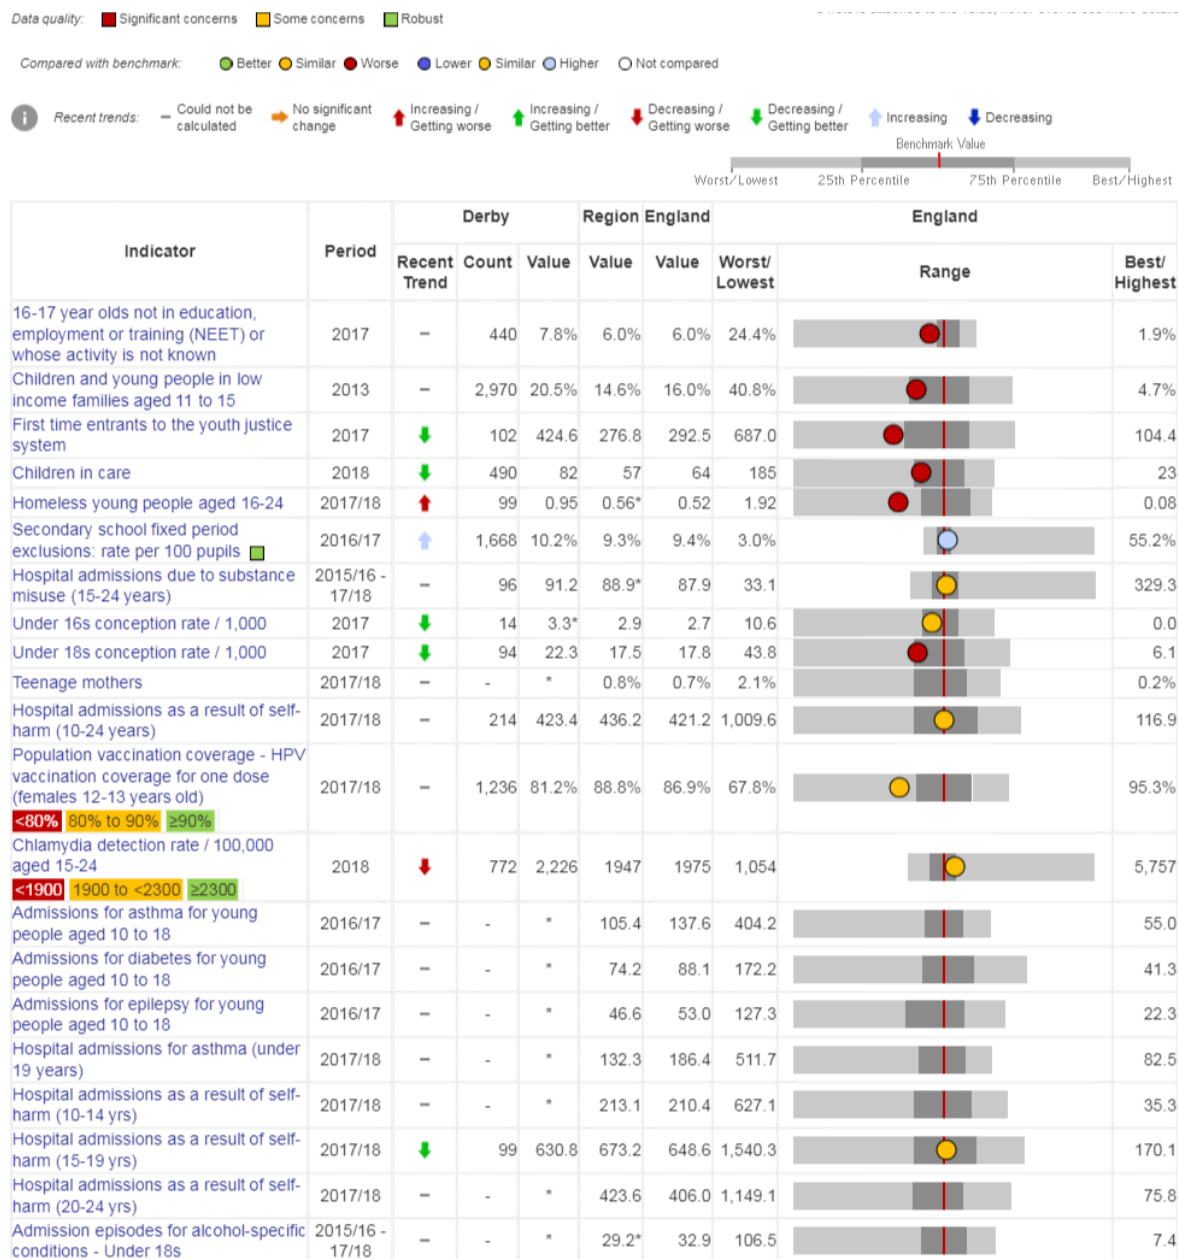 Data quality: Significant concerns Some concerns Robust
Compared with benchmark: Better Similar Worse Lower Similar Higher Not compared
Recent trends: – Could not be calculated No significant change Increasing / Getting worse Increasing / Getting better Decreasing / Getting worse Decreasing / Getting better Increasing Decreasing
Benchmark Value
Worst/Lowest 25th Percentile 75th Percentile Best/Highest
Derby Region England England
Indicator Period Recent Trend Count Value Value Value Worst/ Lowest Range Best/ Highest
16-17 year olds not in education,
employment or training (NEET) or 2017 – 440 7.8% 6.0% 6.0% 24.4% 1.9%
whose activity is not known
Children and young people in low
income families aged 11 to 15 2013 – 2,970 20.5% 14.6% 16.0% 40.8% 4.7%
First time entrants to the youth justice
system 2017 102 424.6 276.8 292.5 687.0 104.4
Children in care 2018 490 82 57 64 185 23
Homeless young people aged 16-24 2017/18 99 0.95 0.56* 0.52 1.92 0.08
Secondary school fixed period
exclusions: rate per 100 pupils 2016/17 1,668 10.2% 9.3% 9.4% 3.0% 55.2%
Hospital admissions due to substance
misuse (15-24 years) 2015/16 - 17/18 – 96 91.2 88.9* 87.9 33.1 329.3
Under 16s conception rate / 1,000 2017 14 3.3* 2.9 2.7 10.6 0.0
Under 18s conception rate / 1,000 2017 94 22.3 17.5 17.8 43.8 6.1
Teenage mothers 2017/18 – - * 0.8% 0.7% 2.1% 0.2%
Hospital admissions as a result of self-
harm (10-24 years) 2017/18 – 214 423.4 436.2 421.2 1,009.6 116.9
Population vaccination coverage - HPV
vaccination coverage for one dose
(females 12-13 years old) 2017/18 – 1,236 81.2% 88.8% 86.9% 67.8% 95.3%
<80% 80% to 90% ≥90%
Chlamydia detection rate / 100,000
aged 15-24 2018 772 2,226 1947 1975 1,054 5,757
<1900 1900 to <2300 ≥2300
Admissions for asthma for young
people aged 10 to 18 2016/17 – - * 105.4 137.6 404.2 55.0
Admissions for diabetes for young
people aged 10 to 18 2016/17 – - * 74.2 88.1 172.2 41.3
Admissions for epilepsy for young
people aged 10 to 18 2016/17 – - * 46.6 53.0 127.3 22.3
Hospital admissions for asthma (under
19 years) 2017/18 – - * 132.3 186.4 511.7 82.5
Hospital admissions as a result of self-
harm (10-14 yrs) 2017/18 – - * 213.1 210.4 627.1 35.3
Hospital admissions as a result of self-
harm (15-19 yrs) 2017/18 99 630.8 673.2 648.6 1,540.3 170.1
Hospital admissions as a result of self-
harm (20-24 yrs) 2017/18 – - * 423.6 406.0 1,149.1 75.8
Admission episodes for alcohol-specific
conditions - Under 18s 2015/16 - 17/18 – - * 29.2* 32.9 106.5 7.4